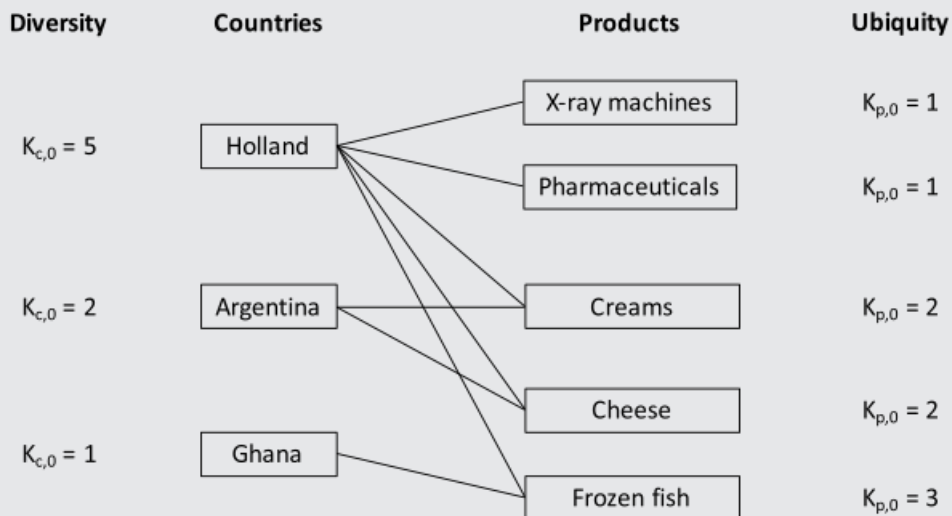 Diversity Countries Products Ubiquity
X-ray machines K_p,0 = 1
K_c,0 = 5 Holland
Pharmaceuticals K_p,0 = 1
K_c,0 = 2 Argentina Creams K_p,0 = 2
Cheese K_p,0 = 2
K_c,0 = 1 Ghana
Frozen fish K_p,0 = 3